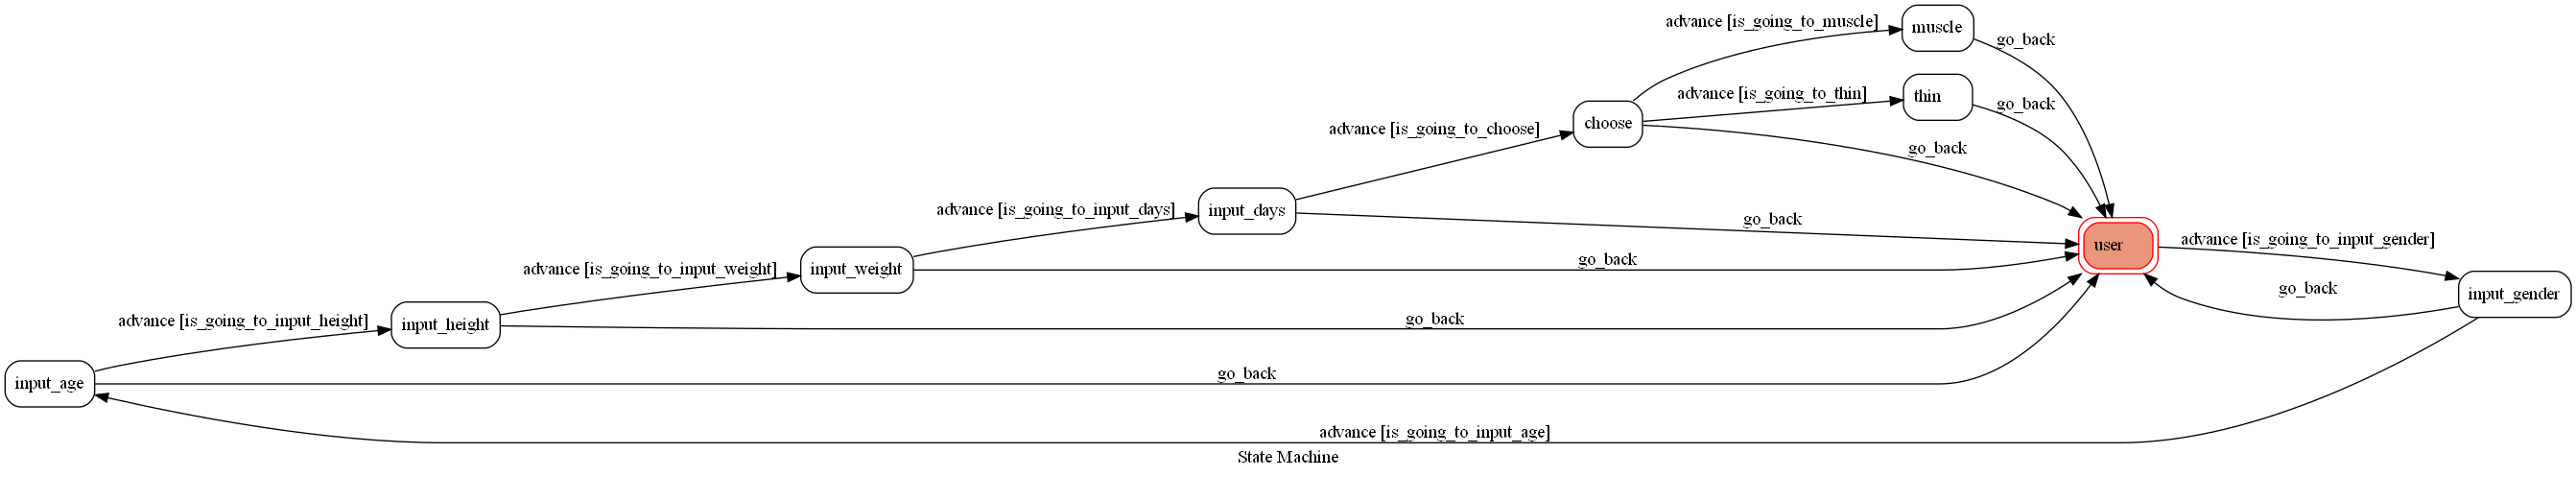 advance [is_going_to_muscle]
muscle
go_back
advance [is_going_to_thin]
thin
go_back
choose
advance [is_going_to_choose]
go_back
advance [is_going_to_input_days]
input_days
go_back
user
advance [is_going_to_input_gender]
advance [is_going_to_input_weight]
input_weight
go_back
go_back
input_gender
advance [is_going_to_input_height]
input_height
go_back
input_age
go_back
advance [is_going_to_input_age]
State Machine